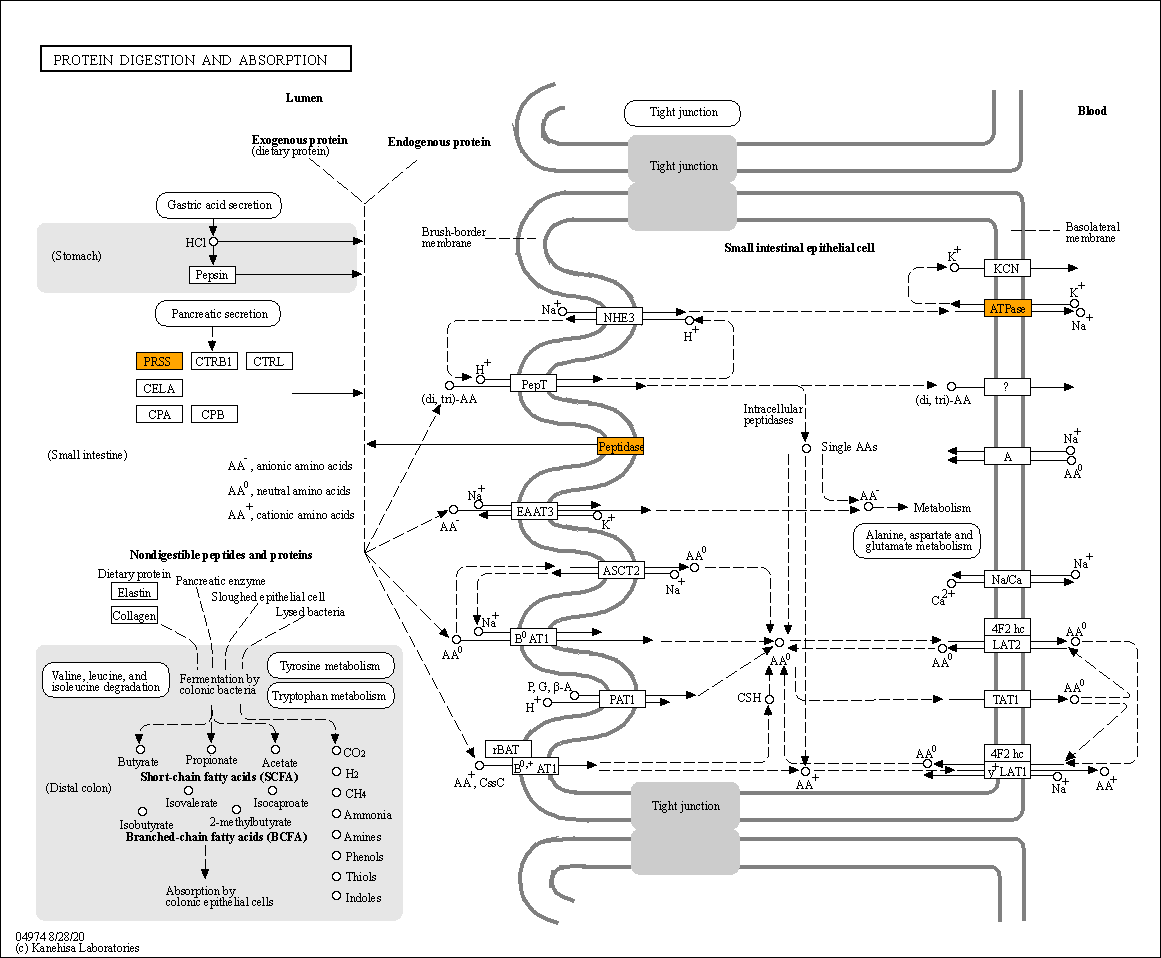 PROTEIN DIGESTION AND ABSORPTION
Lumen
Blood
Tight junction
Exogenous protein
(dietary protein)
Endogenous protein
Tight junction
Gastric acid secretion
Brush-border
membrane
Basolateral
membrane
Small intestinal epithelial cell
(Stomach)
HCl
Pepsin
K+
KCN
Pancreatic secretion
Na+
NHE3
H+
ATPase
K+
Na+
PRSS
CTRB1
CTRL
CELA
CPA
CPB
H+
PepT
(di, tri)-AA
?
(di, tri)-AA
Intracellular
peptidases
Peptidase
Single AAs
Na+
A
AA0
(Small intestine)
AA-, anionic amino acids
AA0, neutral amino acids
AA+, cationic amino acids
Na+
AA-
EAAT3
K+
AA-
Metabolism
Alanine, aspartate and
glutamate metabolism
Nondigestible peptides and proteins
Dietary protein
Pancreatic enzyme
Elastin
Sloughed epithelial cell
Collagen
Lysed bacteria
ASCT2
AA0
Na+
Na/Ca
Na+
Ca2+
Na+
AA0
B0 AT1
AA0
4F2 hc
LAT2
AA0
AA0
Valine, leucine, and
isoleucine degradation
Fermentation by
colonic bacteria
Tyrosine metabolism
Tryptophan metabolism
P, G, β-A
H+
PAT1
CSH
TAT1
AA0
Butyrate
Propionate
Acetate
Short-chain fatty acids (SCFA)
CO2
H2
CH4
Ammonia
Amines
Phenols
Thiols
Indoles
rBAT
B0,+ AT1
AA+, CssC
AA+
AA0
4F2 hc
y+LAT1
Na+
AA+
(Distal colon)
Isovalerate
Isocaproate
Isobutyrate
2-methylbutyrate
Branched-chain fatty acids (BCFA)
Tight junction
Absorption by
colonic epithelial cells
04974 8/28/20
(c) Kanehisa Laboratories